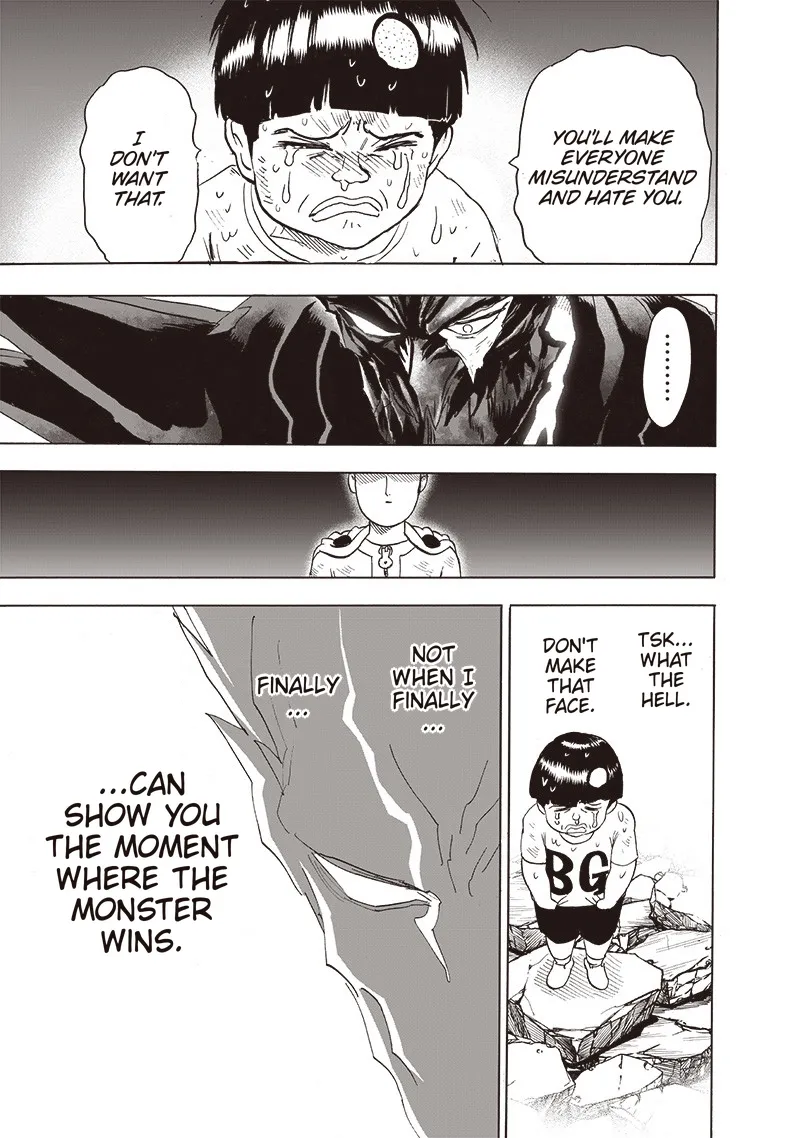 YOU'LL MAKE
EVERYONE
MISUNDERSTAND
AND HATE YOU.
I
DON'T
WANT
THAT.
.........
TSK...
WHAT
THE
HELL.
DON'T
MAKE
THAT
FACE.
BG
NOT
WHEN I
FINALLY
...
FINALLY
...
...CAN
SHOW YOU
THE MOMENT
WHERE THE
MONSTER
WINS.